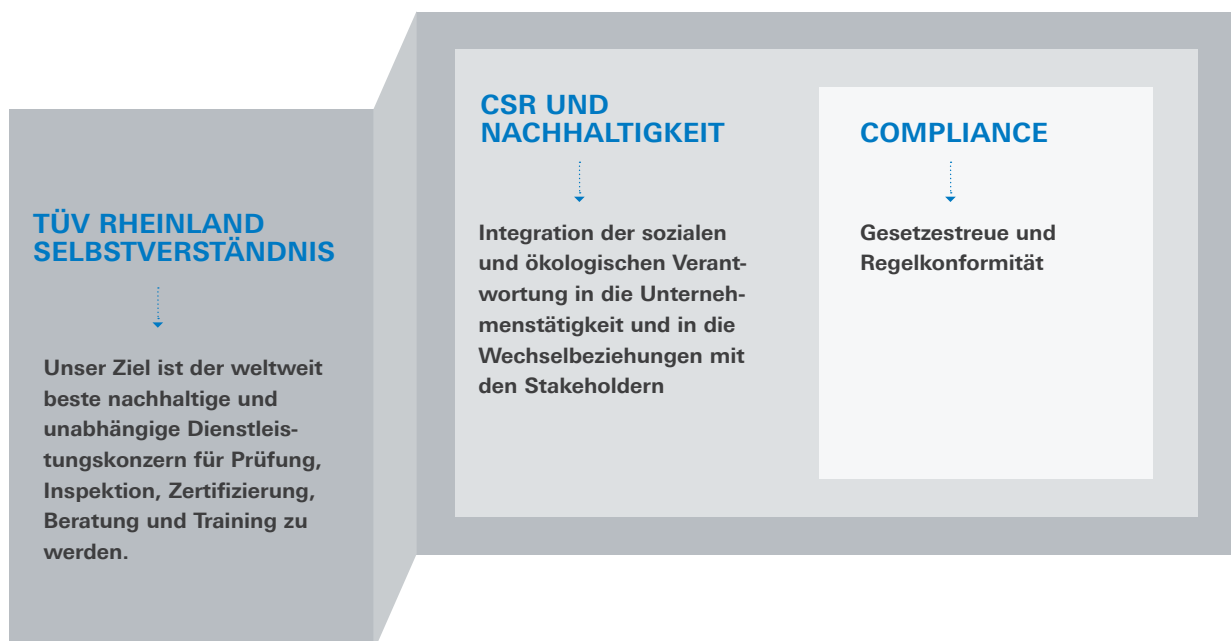 TÜV RHEINLAND
SELBSTVERSTÄNDNIS
Unser Ziel ist der weltweit
beste nachhaltige und
unabhängige Dienstleis-
tungskonzern für Prüfung,
Inspektion, Zertifizierung,
Beratung und Training zu
werden.
CSR UND
NACHHALTIGKEIT
Integration der sozialen
und ökologischen Verant-
wortung in die Unterneh-
menstätigkeit und in die
Wechselbeziehungen mit
den Stakeholdern
COMPLIANCE
Gesetzestreue und
Regelkonformität